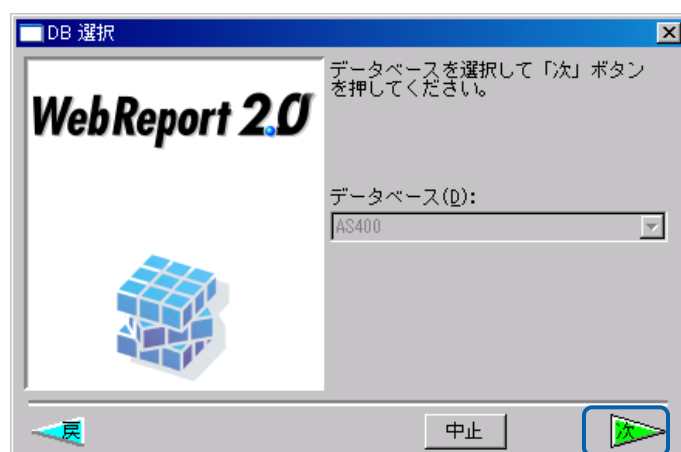 DB 選択
データベースを選択して「次」ボタン
を押してください。
WebReport 2.0
データベース(D):
AS400
戻
中止
次